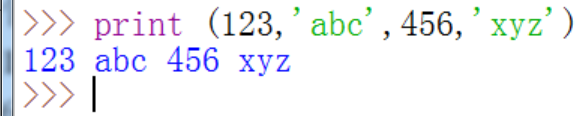 >>> print (123,'abc',456,'xyz')
123 abc 456 xyz
>>>